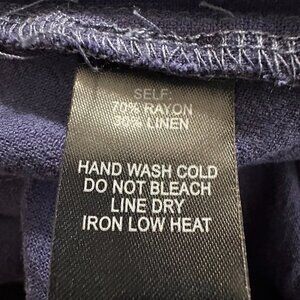 SELF:
70% RAYON
30% LINEN
HAND WASH COLD
DO NOT BLEACH
LINE DRY
IRON LOW HEAT